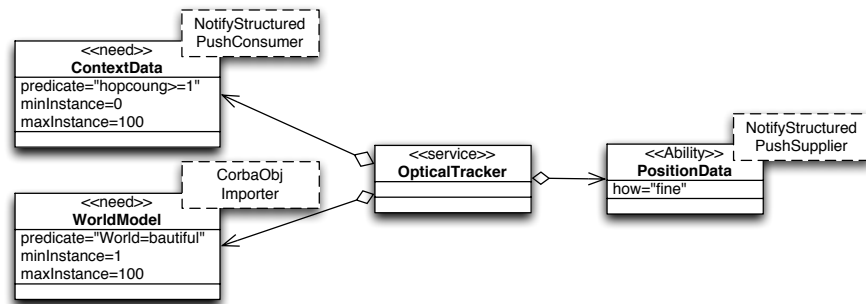 NotifyStructured
PushConsumer
<<need>>
ContextData
predicate="hopcoung>=1"
minInstance=0
maxInstance=100
CorbaObj
Importer
<<need>>
WorldModel
predicate="World=bautiful"
minInstance=1
maxInstance=100
<<service>>
OpticalTracker
NotifyStructured
PushSupplier
<<Ability>>
PositionData
how="fine"